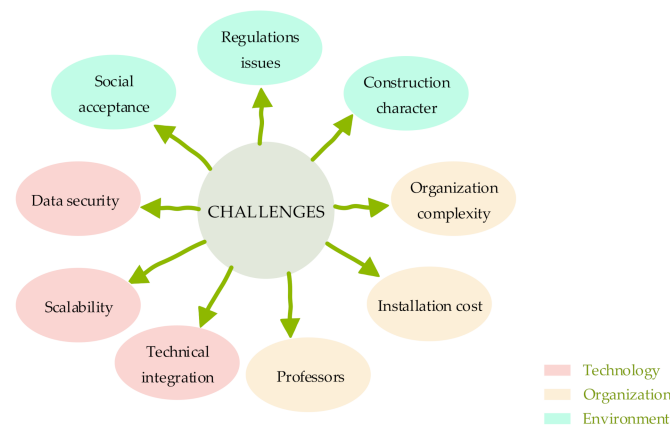 Regulations
issues
Social
acceptance
Construction
character
Data security
CHALLENGES
Organization
complexity
Scalability
Installation cost
Technical
integration
Professors
Technology
Organization
Environment